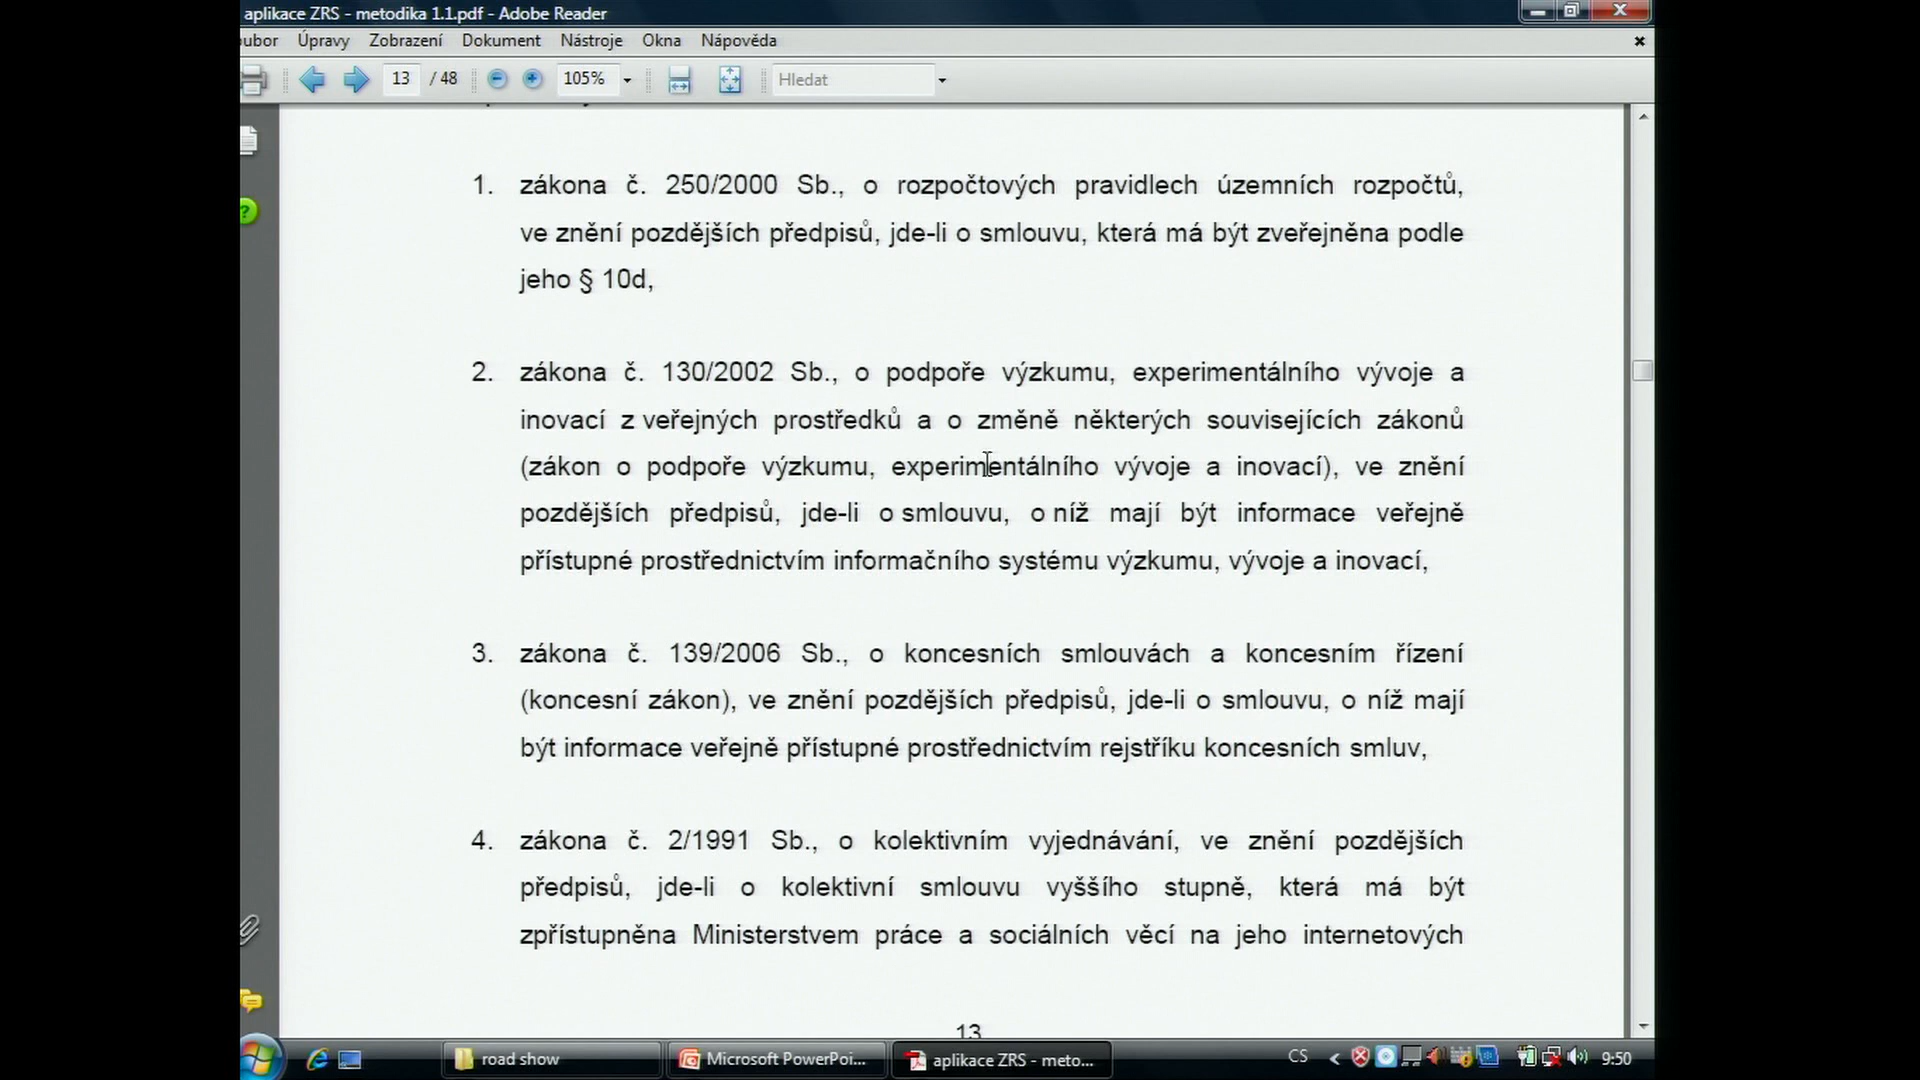 aplikace ZRS - metodika 1.1.pdf - Adobe Reader
oubor Úpravy Zobrazení Dokument Nástroje Okna Nápověda
13 / 48 105% Hledat
1. zákona č. 250/2000 Sb., o rozpočtových pravidlech územních rozpočtů,
ve znění pozdějších předpisů, jde-li o smlouvu, která má být zveřejněna podle
jeho § 10d,
2. zákona č. 130/2002 Sb., o podpoře výzkumu, experimentálního vývoje a
inovací z veřejných prostředků a o změně některých souvisejících zákonů
(zákon o podpoře výzkumu, experimentálního vývoje a inovací), ve znění
pozdějších předpisů, jde-li o smlouvu, o níž mají být informace veřejně
přístupné prostřednictvím informačního systému výzkumu, vývoje a inovací,
3. zákona č. 139/2006 Sb., o koncesních smlouvách a koncesním řízení
(koncesní zákon), ve znění pozdějších předpisů, jde-li o smlouvu, o níž mají
být informace veřejně přístupné prostřednictvím rejstříku koncesních smluv,
4. zákona č. 2/1991 Sb., o kolektivním vyjednávání, ve znění pozdějších
předpisů, jde-li o kolektivní smlouvu vyššího stupně, která má být
zpřístupněna Ministerstvem práce a sociálních věcí na jeho internetových
13
road show Microsoft PowerPoi... aplikace ZRS - meto... CS 9:50